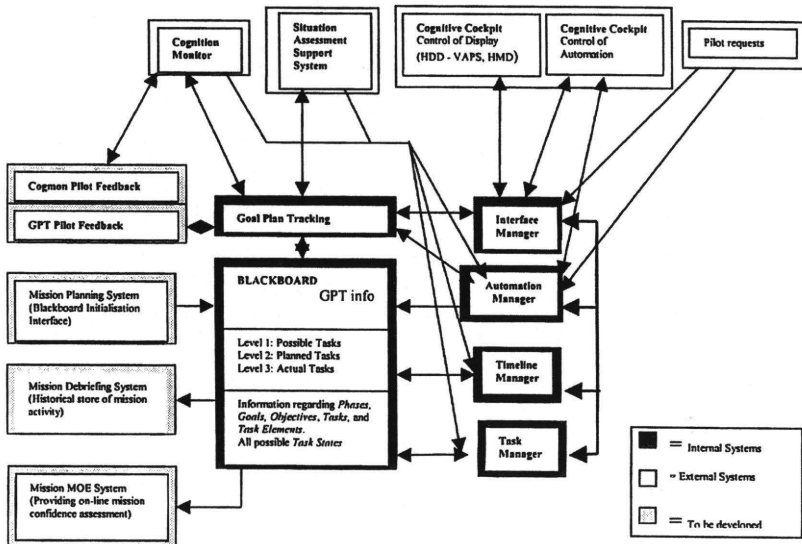 Cognition
Monitor
Situation
Assessment
Support
System
Cognitive Cockpit
Control of Display
(HDD - VAPS, HMD)
Cognitive Cockpit
Control of
Automation
Pilot requests
Cogmon Pilot Feedback
GPT Pilot Feedback
Goal Plan Tracking
Interface
Manager
Mission Planning System
(Blackboard Initialisation
Interface)
BLACKBOARD
GPT info
Automation
Manager
Level 1: Possible Tasks
Level 2: Planned Tasks
Level 3: Actual Tasks
Timeline
Manager
Mission Debriefing System
(Historical store of mission
activity)
Information regarding Phases,
Goals, Objectives, Tasks, and
Task Elements.
All possible Task States
Task
Manager
Mission MOE System
(Providing on-line mission
confidence assessment)
= Internal Systems
= External Systems
= To be developed